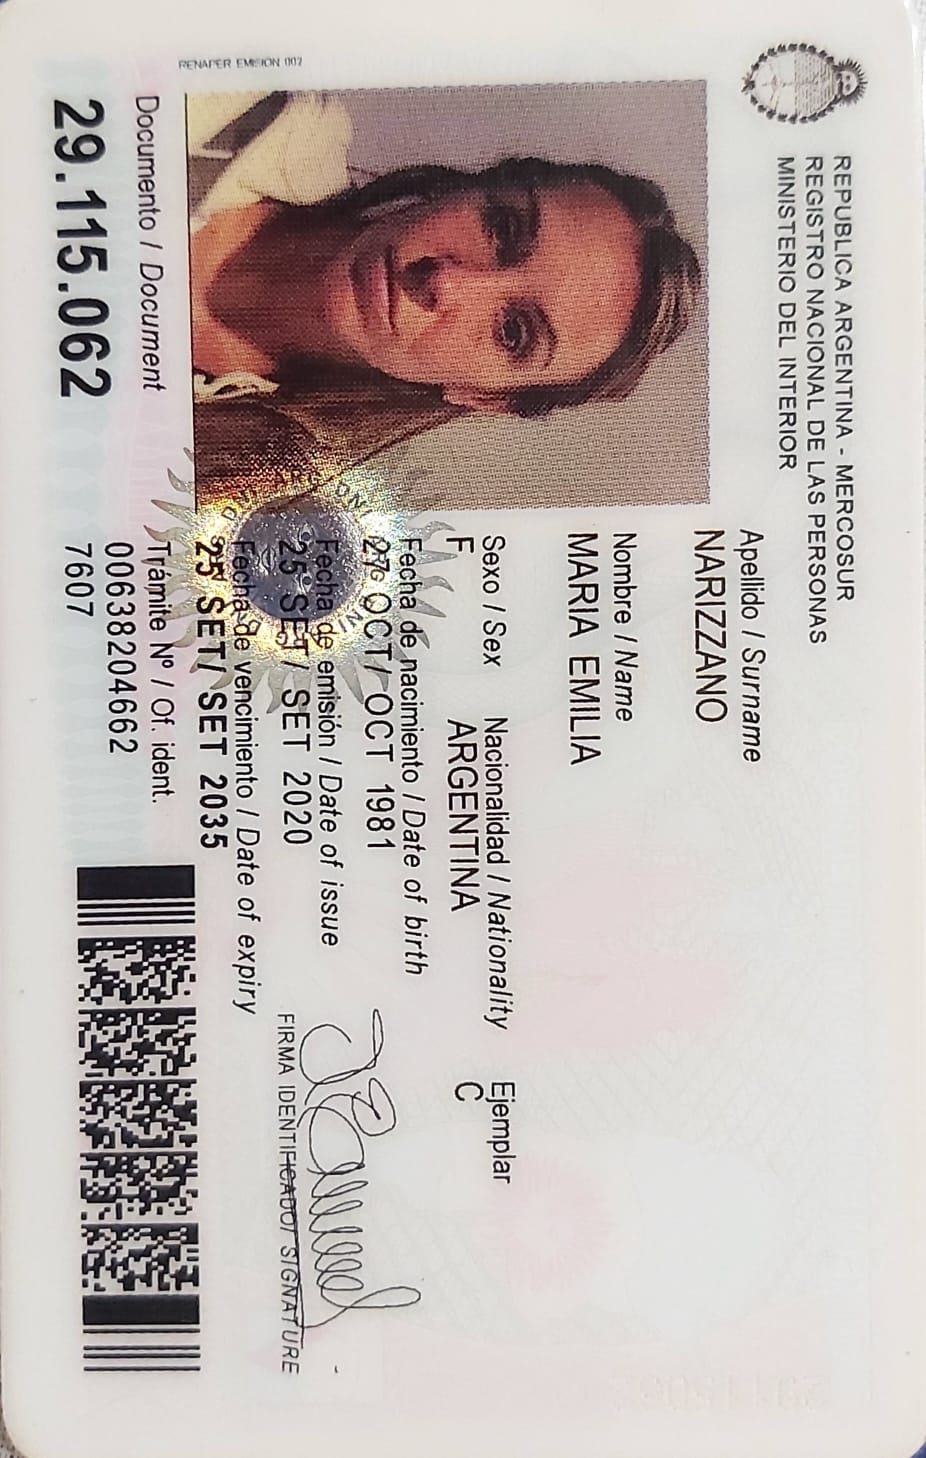 REPUBLICA ARGENTINA - MERCOSUR
REGISTRO NACIONAL DE LAS PERSONAS
MINISTERIO DEL INTERIOR
Apellido / Surname
NARIZZANO
Nombre / Name
MARIA EMILIA
Sexo / Sex Nacionalidad / Nationality Ejemplar
F ARGENTINA C
Fecha de nacimiento / Date of birth
27 OCT/ OCT 1981
Fecha de emisión / Date of issue
25 SET/ SET 2020
Fecha de vencimiento / Date of expiry
25 SET/ SET 2035
FIRMA IDENTIFICADO/ SIGNATURE
RENAPER EMISION 002
Documento / Document
29.115.062
Trámite Nº / Of. ident.
00638204662
7607